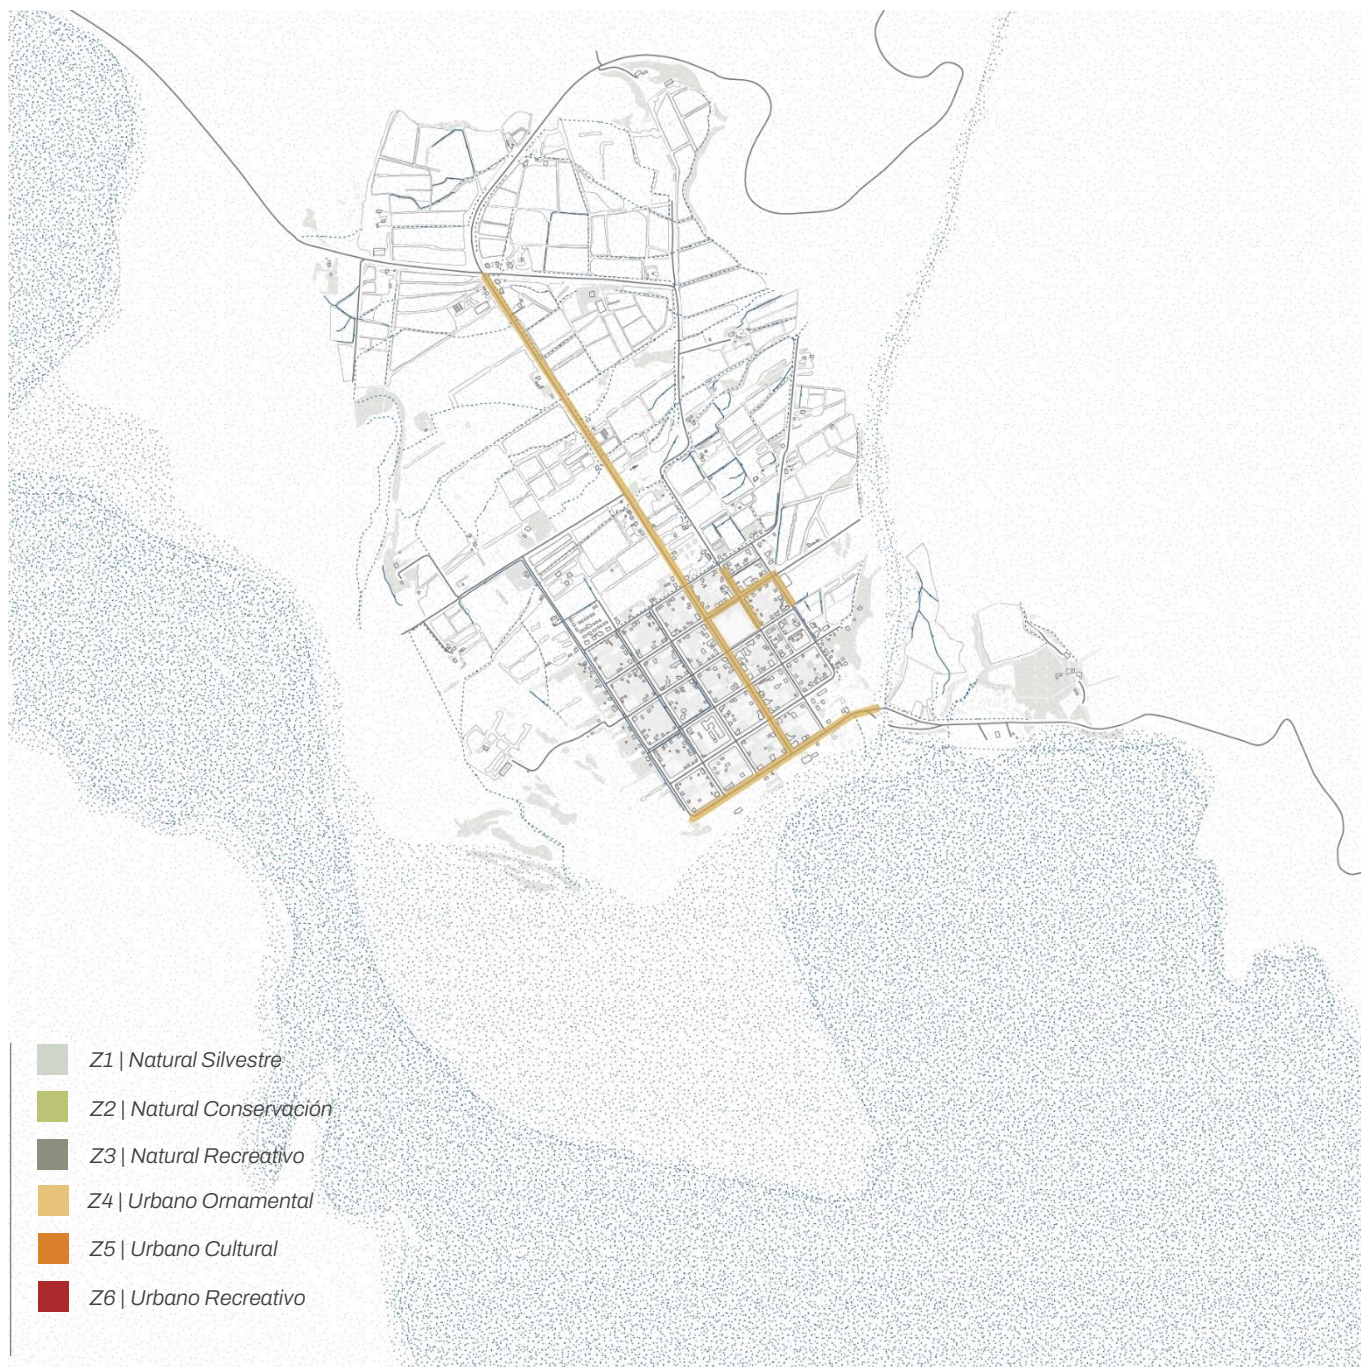 Z1 | Natural Silvestre
Z2 | Natural Conservación
Z3 | Natural Recreativo
Z4 | Urbano Ornamental
Z5 | Urbano Cultural
Z6 | Urbano Recreativo